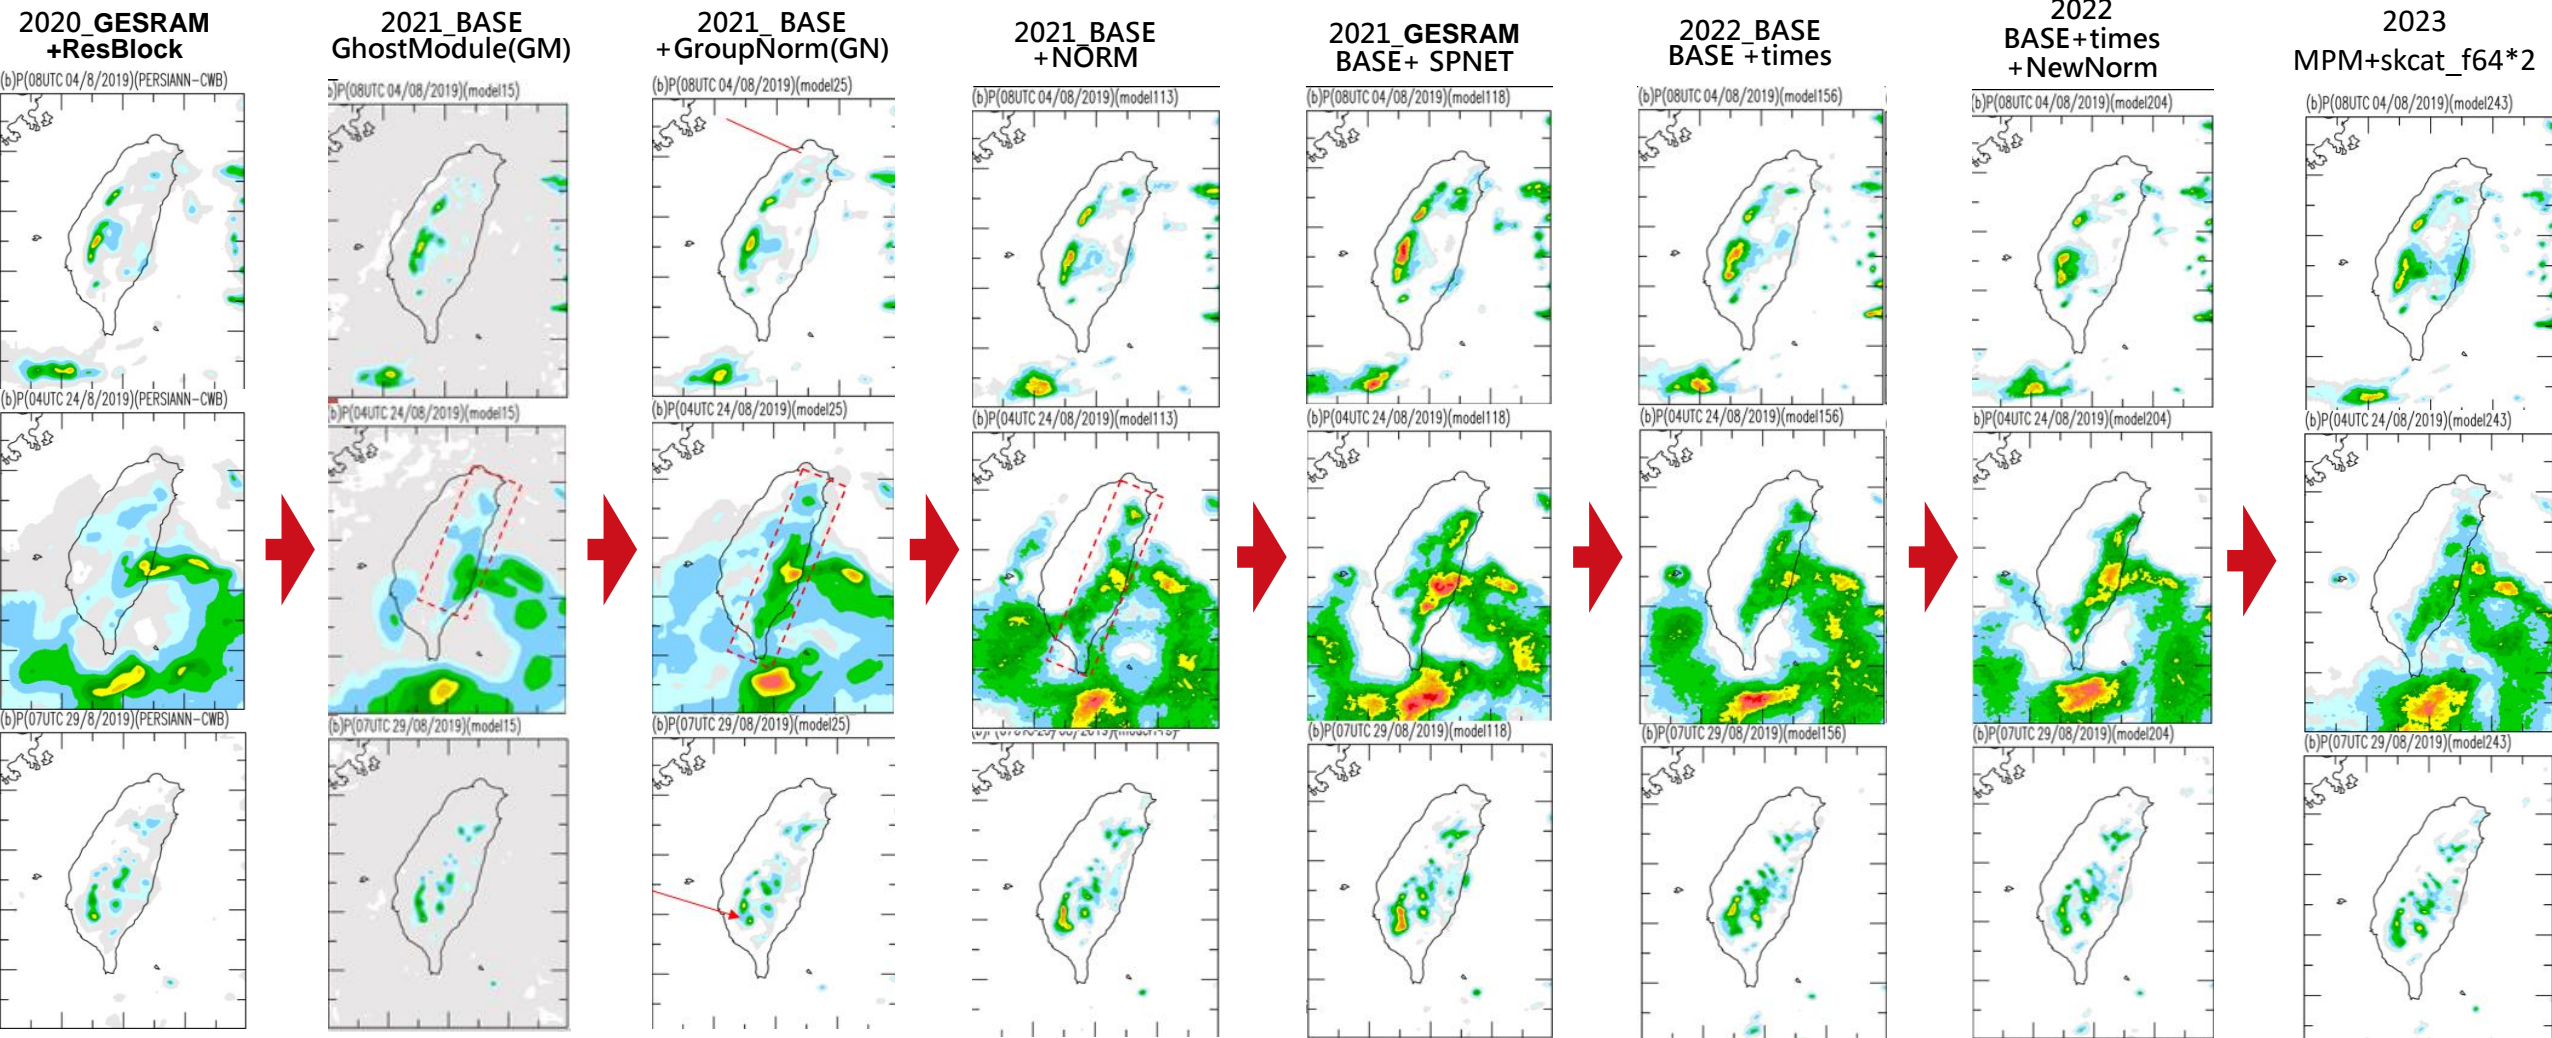 2020_GESRAM
+ResBlock
2021_BASE
GhostModule(GM)
2021_ BASE
+GroupNorm(GN)
2021_BASE
+NORM
2021_GESRAM
BASE+ SPNET
2022_BASE
BASE +times
2022
BASE+times
+NewNorm
2023
MPM+skcat_f64*2
(b)P(08UTC 04/8/2019)(PERSIANN-CWB)
b)P(08UTC 04/08/2019)(model15)
(b)P(08UTC 04/08/2019)(model25)
(b)P(08UTC 04/08/2019)(model113)
(b)P(08UTC 04/08/2019)(model118)
(b)P(08UTC 04/08/2019)(model156)
(b)P(08UTC 04/08/2019)(model204)
(b)P(08UTC 04/08/2019)(model243)
(b)P(04UTC 24/8/2019)(PERSIANN-CWB)
b)P(04UTC 24/08/2019)(model15)
(b)P(04UTC 24/08/2019)(model25)
(b)P(04UTC 24/08/2019)(model113)
(b)P(04UTC 24/08/2019)(model118)
(b)P(04UTC 24/08/2019)(model156)
(b)P(04UTC 24/08/2019)(model204)
(b)P(04UTC 24/08/2019)(model243)
(b)P(07UTC 29/8/2019)(PERSIANN-CWB)
(b)P(07UTC 29/08/2019)(model15)
(b)P(07UTC 29/08/2019)(model25)
(b)P(07UTC 29/08/2019)(model118)
(b)P(07UTC 29/08/2019)(model156)
(b)P(07UTC 29/08/2019)(model204)
(b)P(07UTC 29/08/2019)(model243)